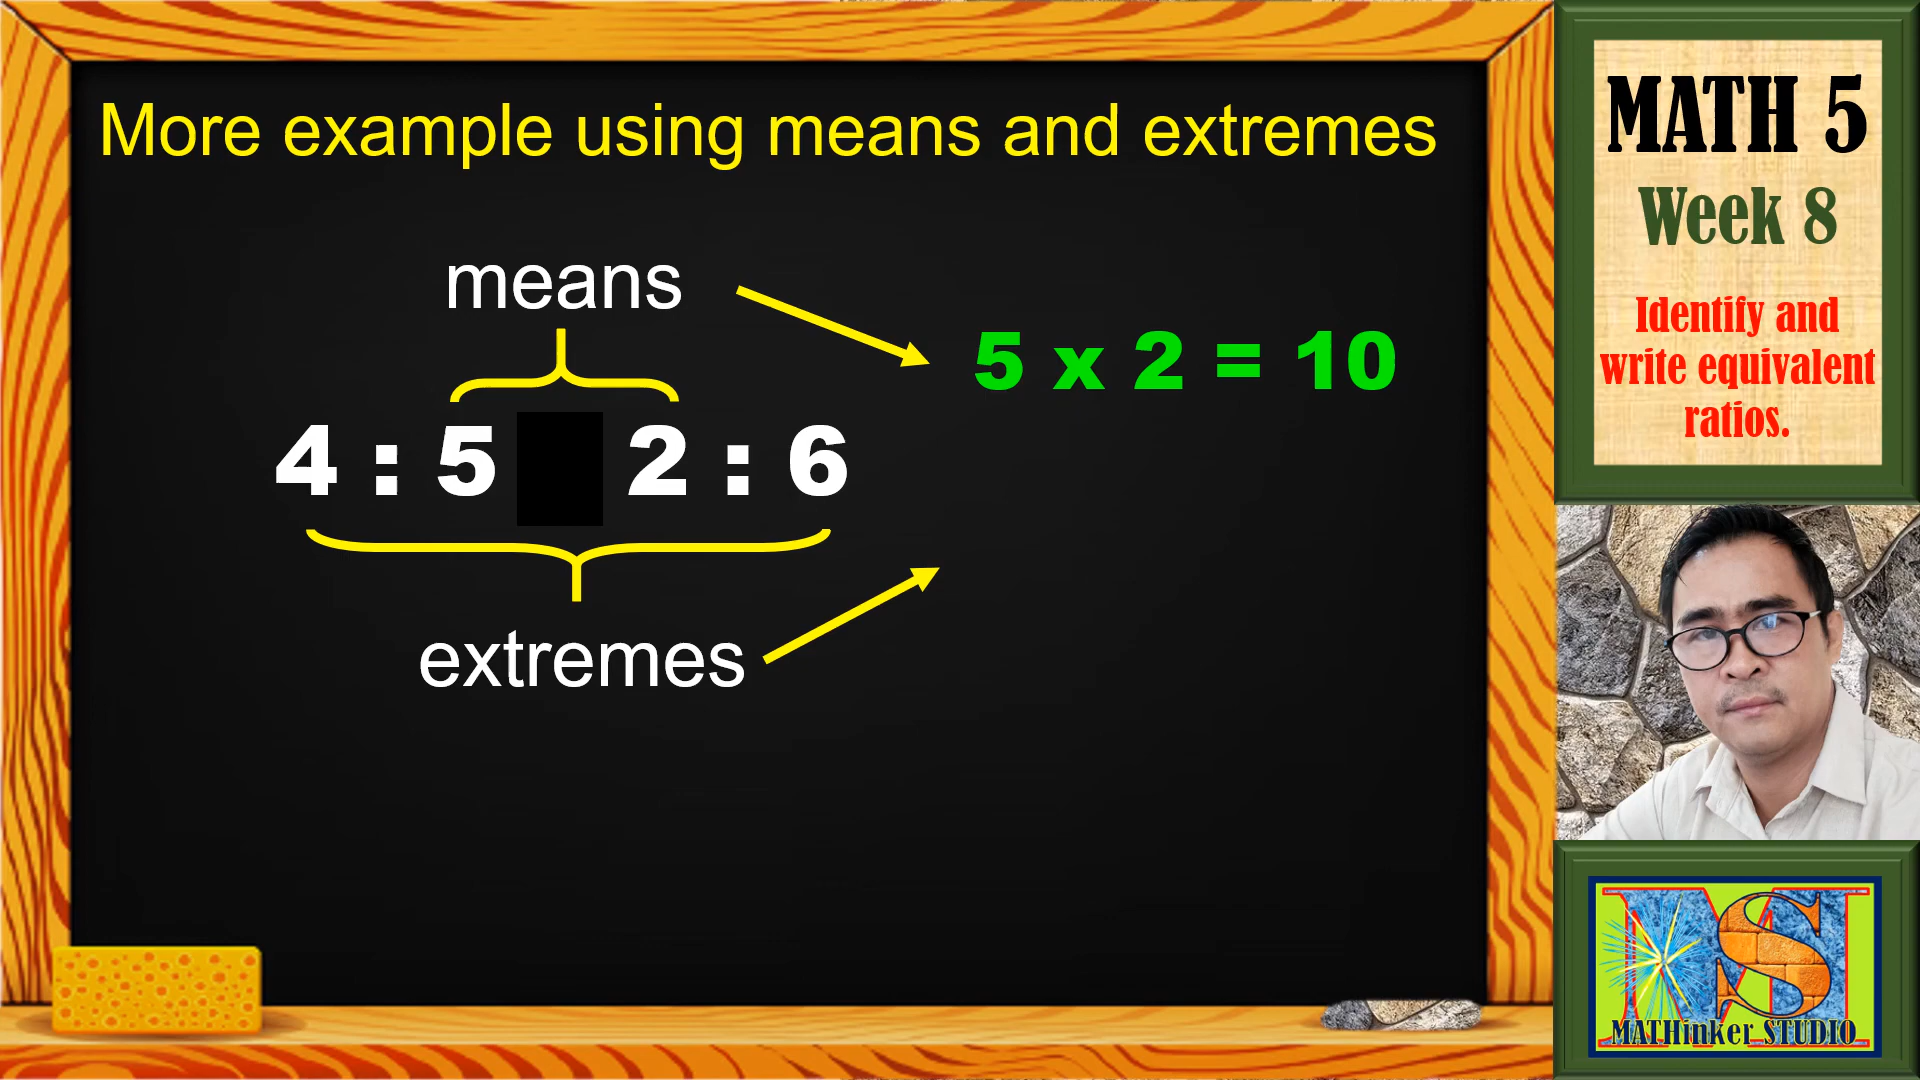 More example using means and extremes
means
5 x 2 = 10
4 : 5 2 : 6
extremes
MATH 5
Week 8
Identify and
write equivalent
ratios.
MS
MATHinker STUDIO